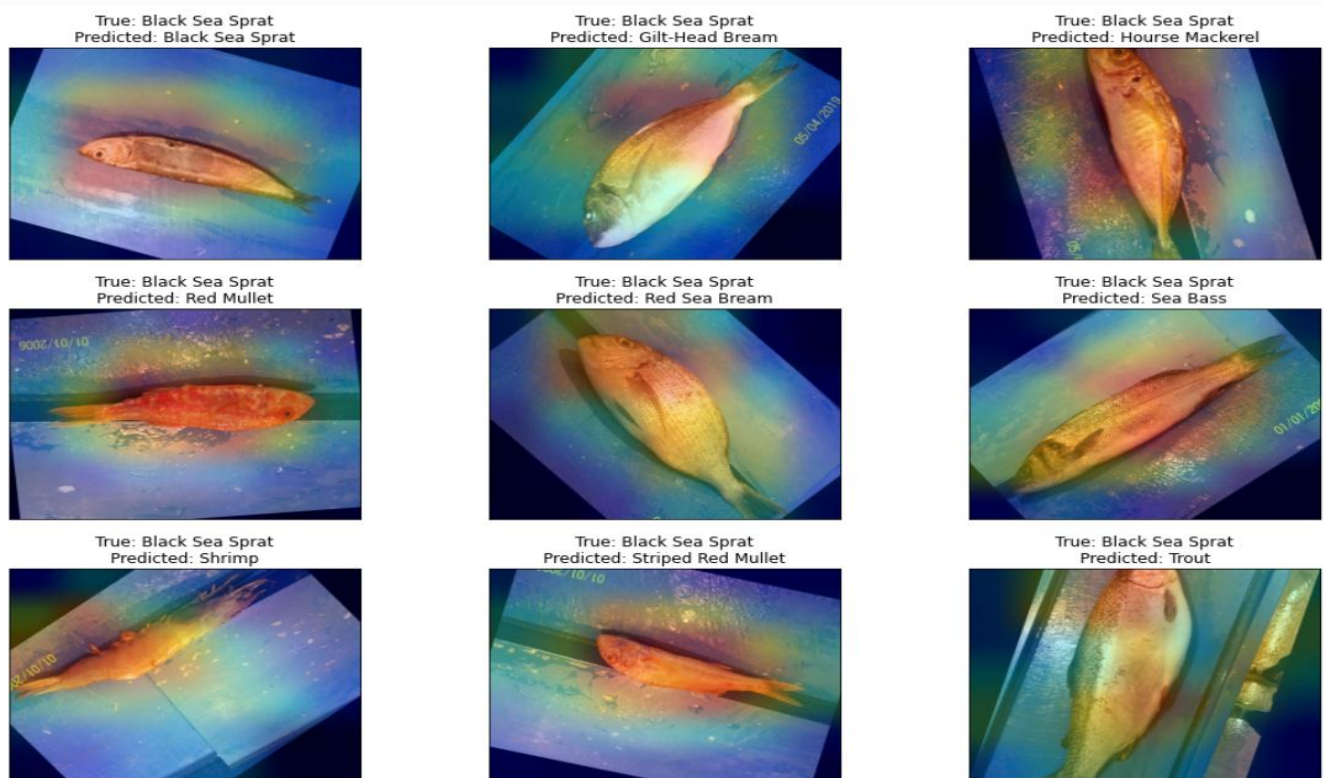 True: Black Sea Sprat
Predicted: Black Sea Sprat
True: Black Sea Sprat
Predicted: Gilt-Head Bream
True: Black Sea Sprat
Predicted: Hourse Mackerel
05/04/2019
True: Black Sea Sprat
Predicted: Red Mullet
True: Black Sea Sprat
Predicted: Red Sea Bream
True: Black Sea Sprat
Predicted: Sea Bass
01/01/2006
True: Black Sea Sprat
Predicted: Shrimp
True: Black Sea Sprat
Predicted: Striped Red Mullet
True: Black Sea Sprat
Predicted: Trout